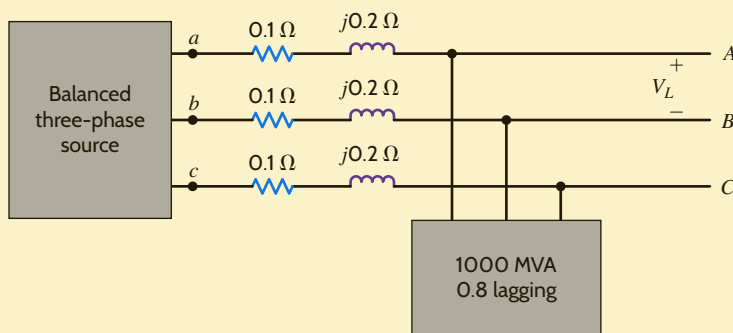 a
0.1 Ω
j0.2 Ω
A
+
V_L
−
Balanced
three-phase
source
b
0.1 Ω
j0.2 Ω
B
c
0.1 Ω
j0.2 Ω
C
1000 MVA
0.8 lagging